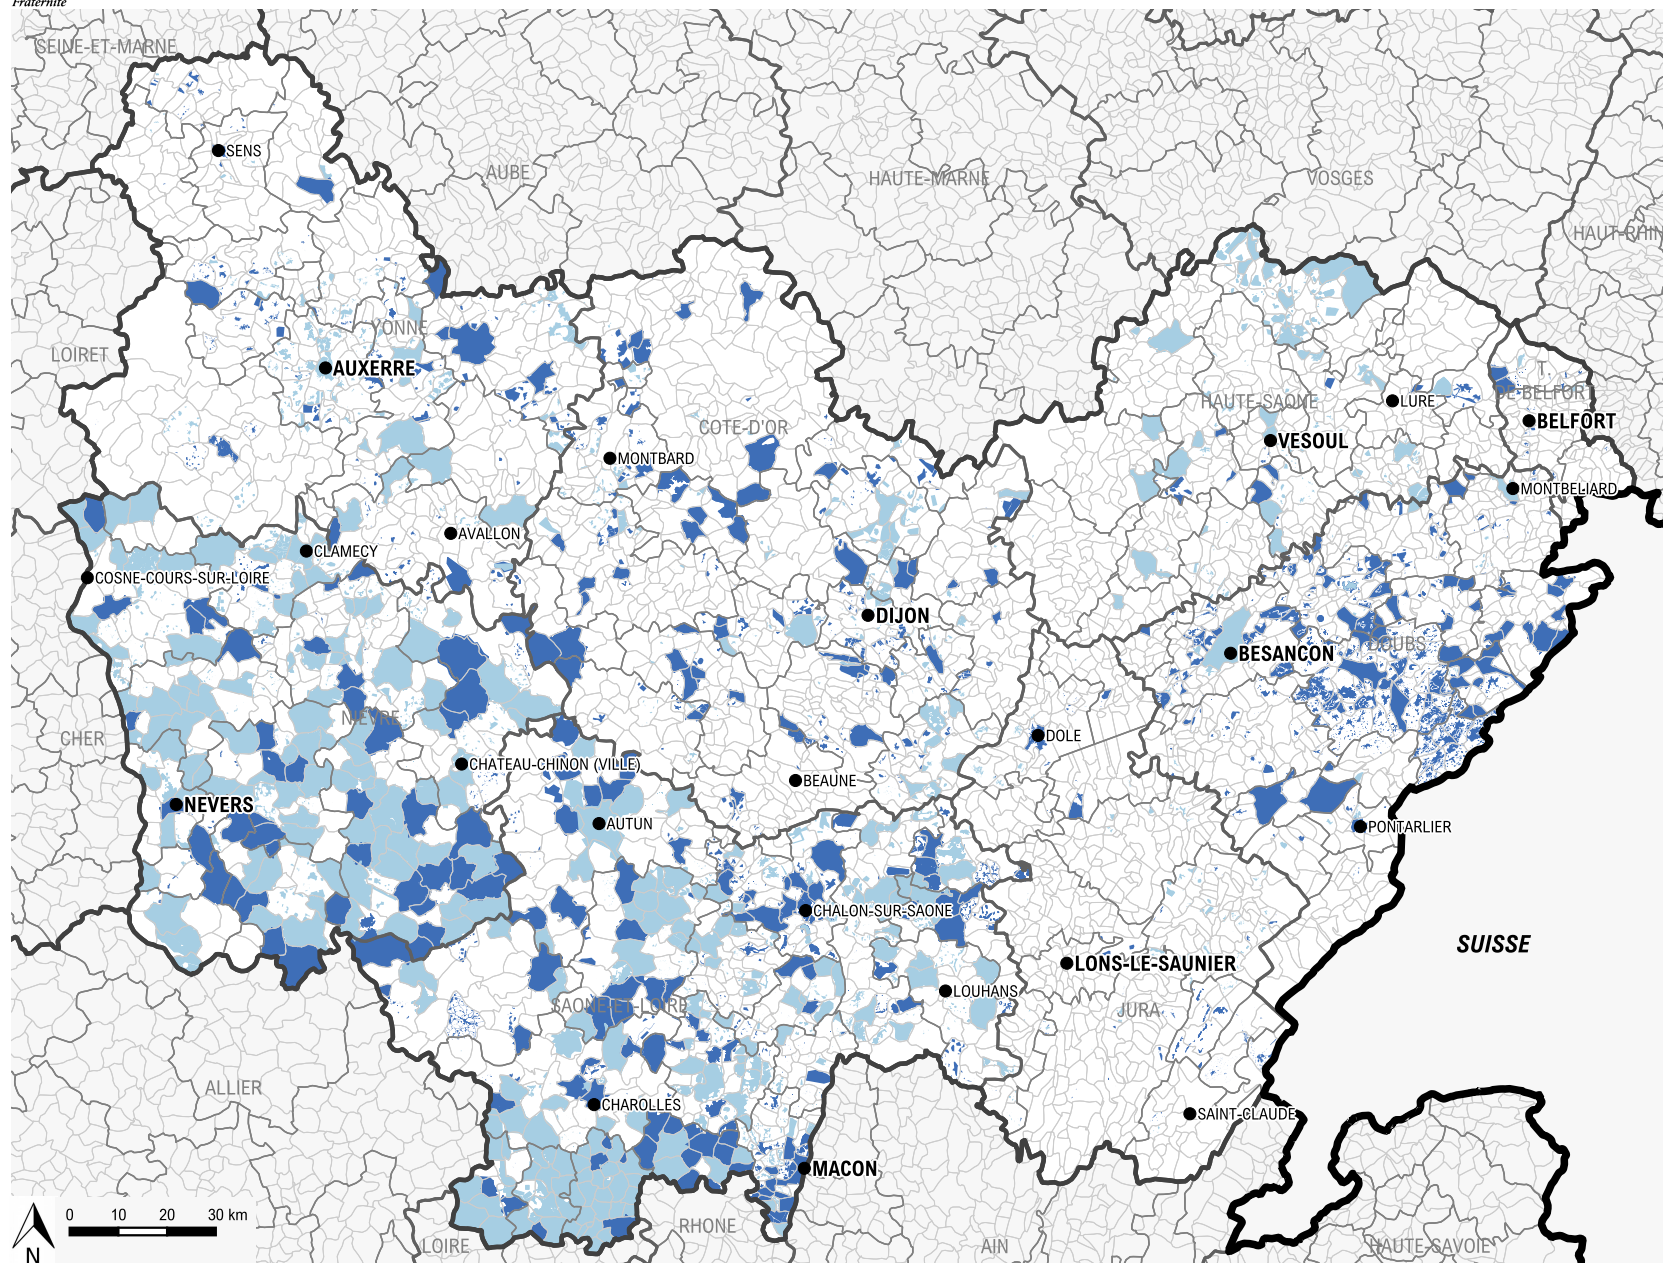 Fraternité
SEINE-ET-MARNE
SENS
AUBE
HAUTE-MARNE
VOSGES
HAUT-RHIN
YONNE
LOIRET
AUXERRE
HAUTE-SAONE
LURE
DE-BELFORT
BELFORT
COTE-D'OR
VESOUL
MONTBARD
MONTBELIARD
AVALLON
CLAMECY
COSNE-COURS-SUR-LOIRE
DIJON
BESANCON
DOUBS
NIEVRE
CHER
DOLE
CHATEAU-CHINON (VILLE)
BEAUNE
NEVERS
AUTUN
PONTARLIER
CHALON-SUR-SAONE
SUISSE
LONS-LE-SAUNIER
LOUHANS
SAONE-ET-LOIRE
JURA
ALLIER
CHAROLLES
SAINT-CLAUDE
MACON
0 10 20 30 km
RHONE
LOIRE
AIN
HAUTE-SAVOIE
N